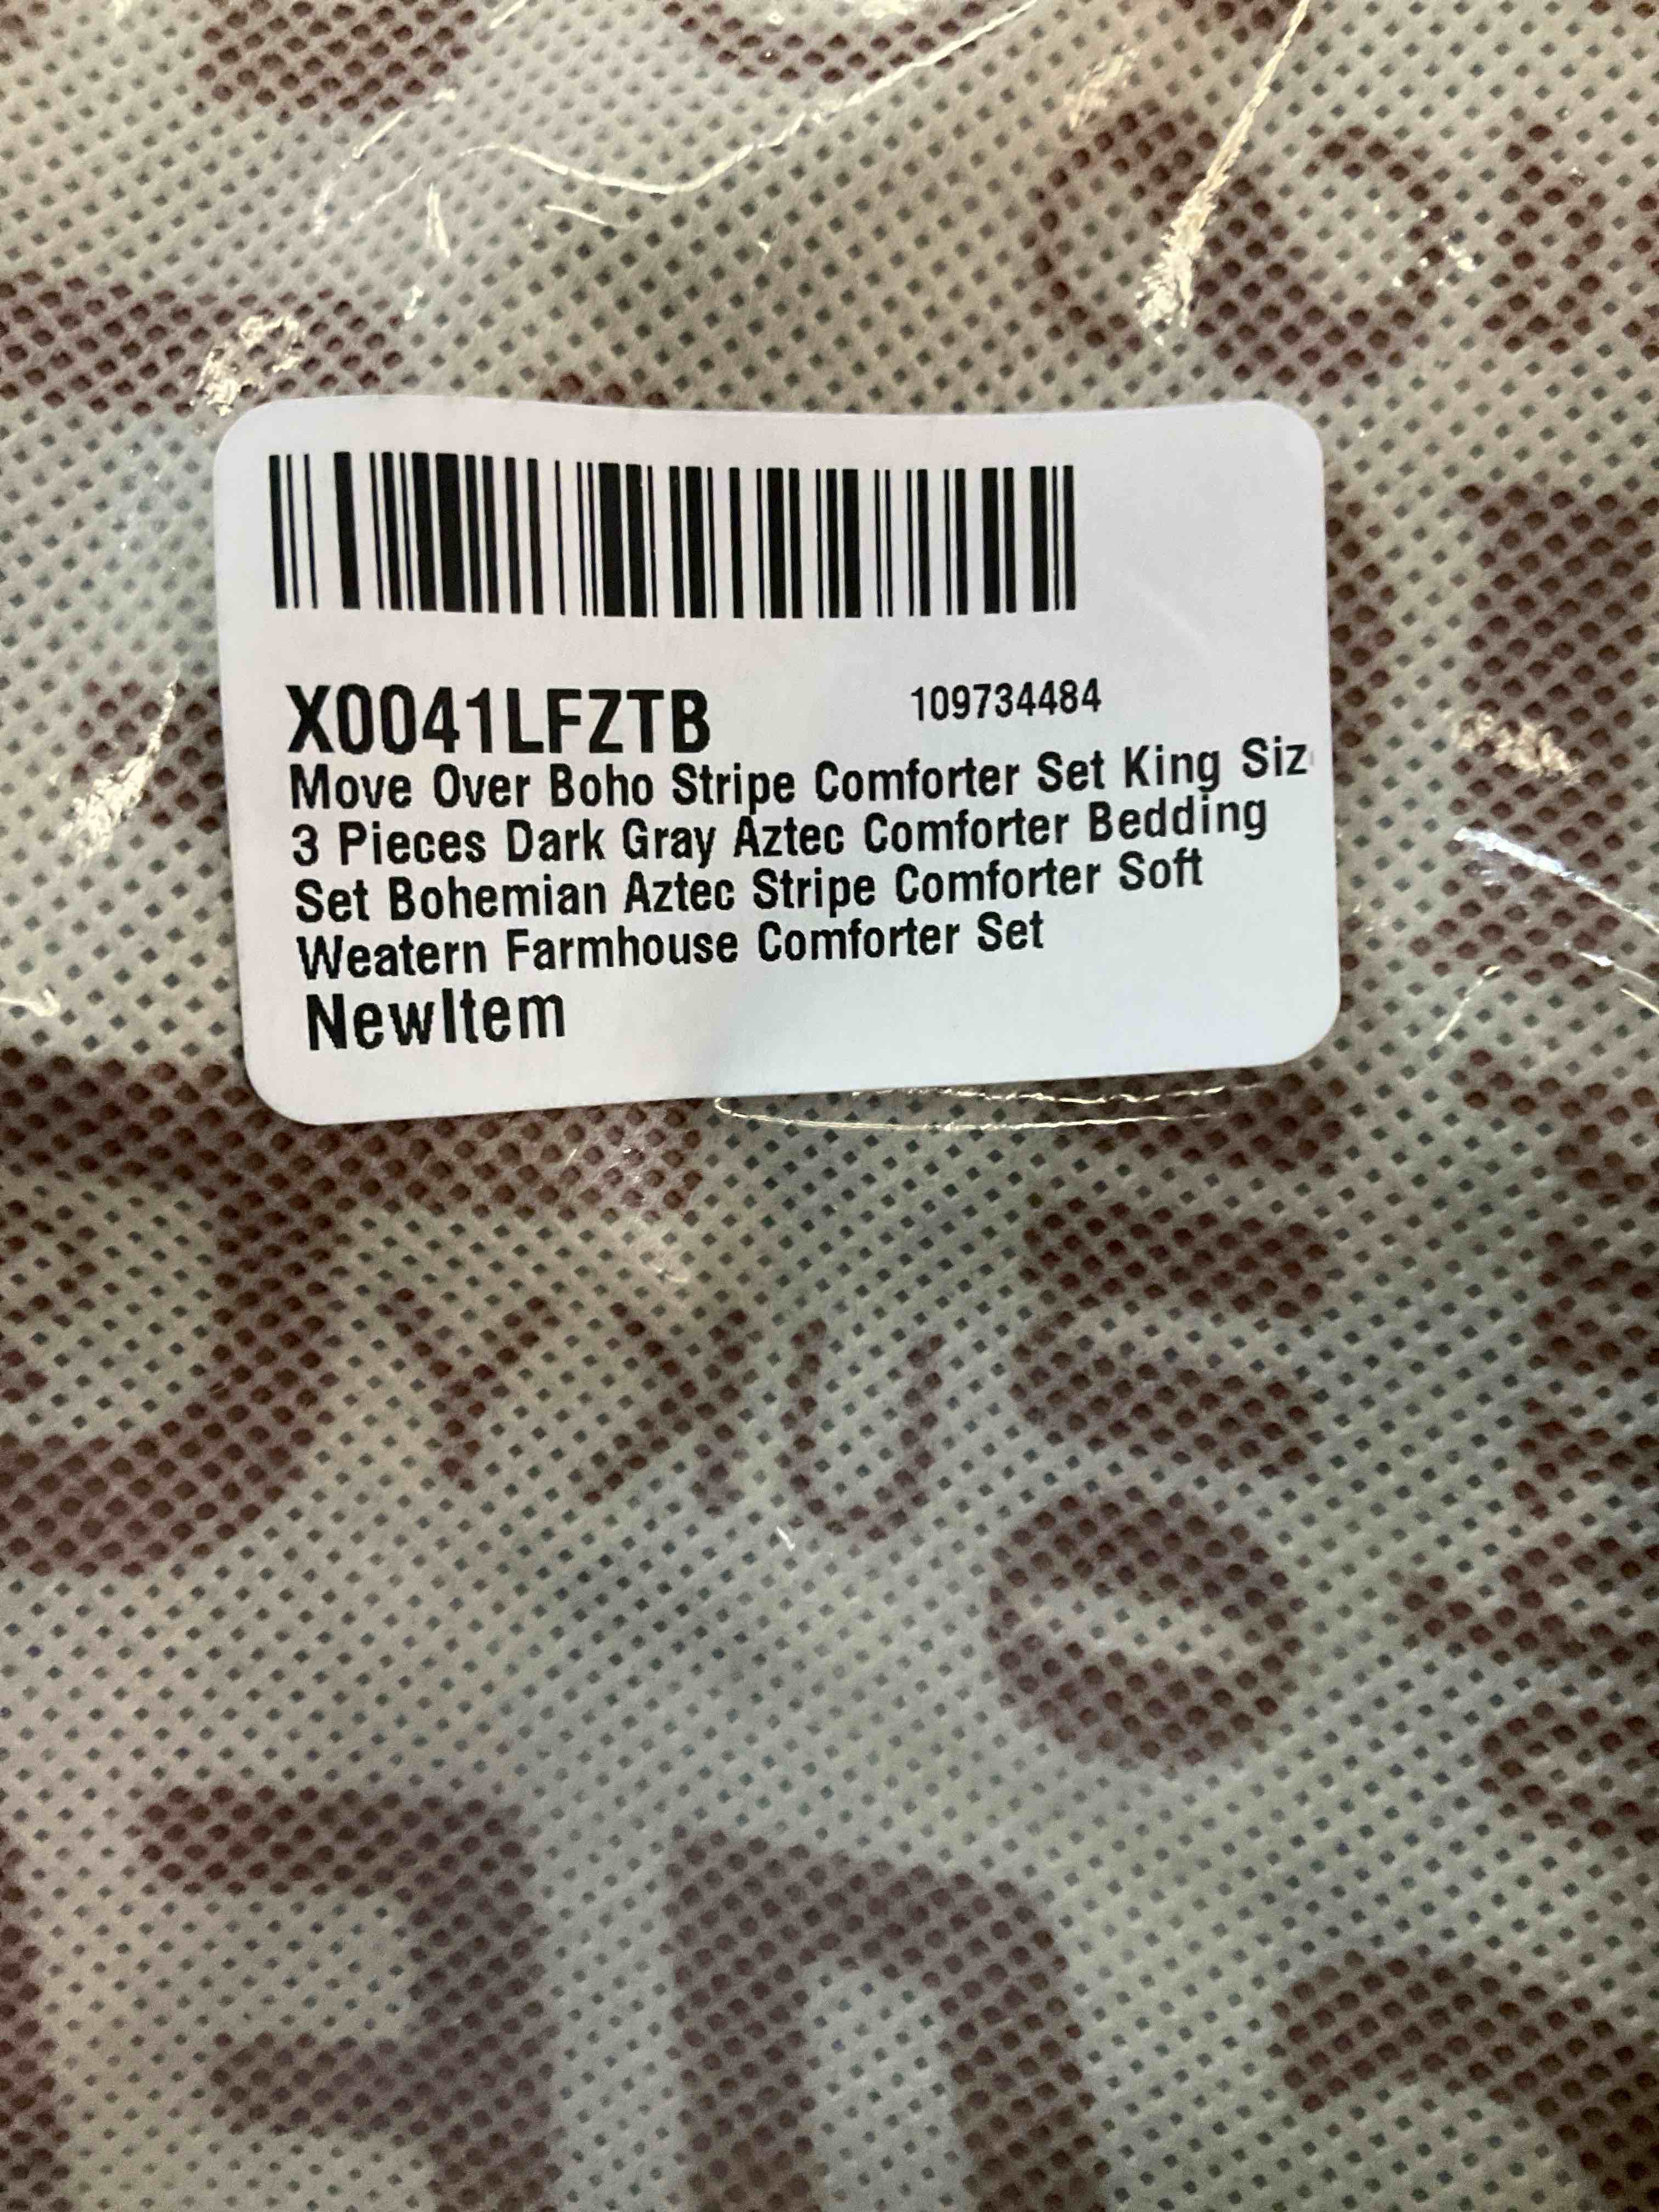 X0041LFZTB 109734484
Move Over Boho Stripe Comforter Set King Siz
3 Pieces Dark Gray Aztec Comforter Bedding
Set Bohemian Aztec Stripe Comforter Soft
Weatern Farmhouse Comforter Set
NewItem